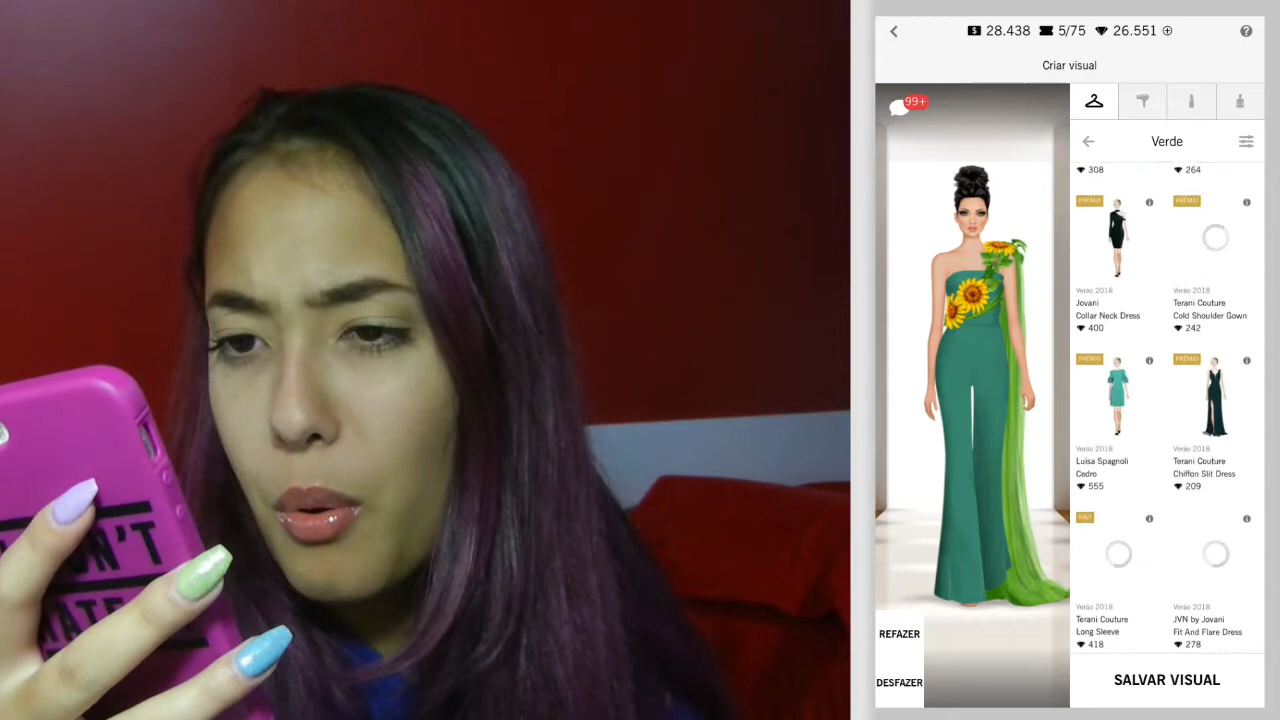 28.438 5/75 26.551
Criar visual
99+
Verde
308 264
PRÊMIO PRÊMIO
Verão 2018 Verão 2018
Jovani Terani Couture
Collar Neck Dress Cold Shoulder Gown
400 242
PRÊMIO PRÊMIO
Verão 2018 Verão 2018
Luisa Spagnoli Terani Couture
Cedro Chiffon Slit Dress
555 209
Verão 2018 Verão 2018
Terani Couture JVN by Jovani
Long Sleeve Fit And Flare Dress
418 278
REFAZER
DESFAZER
SALVAR VISUAL
ON'T